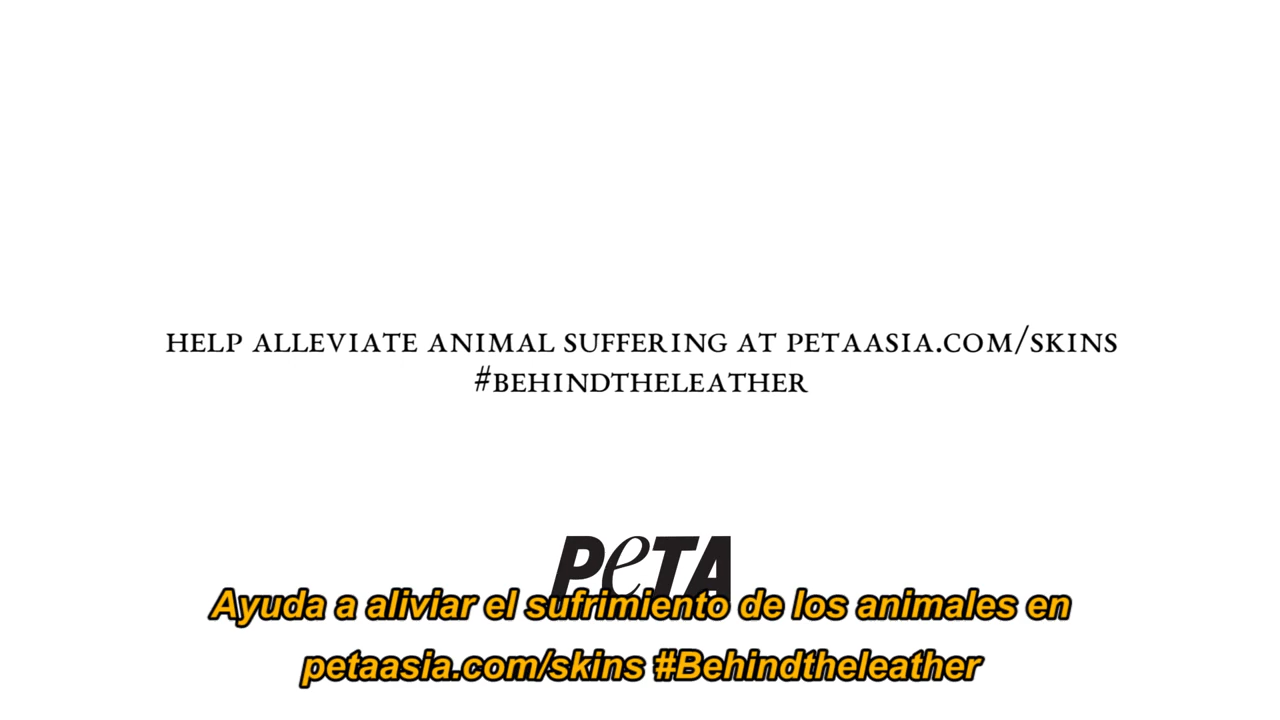 HELP ALLEVIATE ANIMAL SUFFERING AT PETAASIA.COM/SKINS
#BEHINDTHELEATHER
PeTA
Ayuda a aliviar el sufrimiento de los animales en
petaasia.com/skins #Behindtheleather